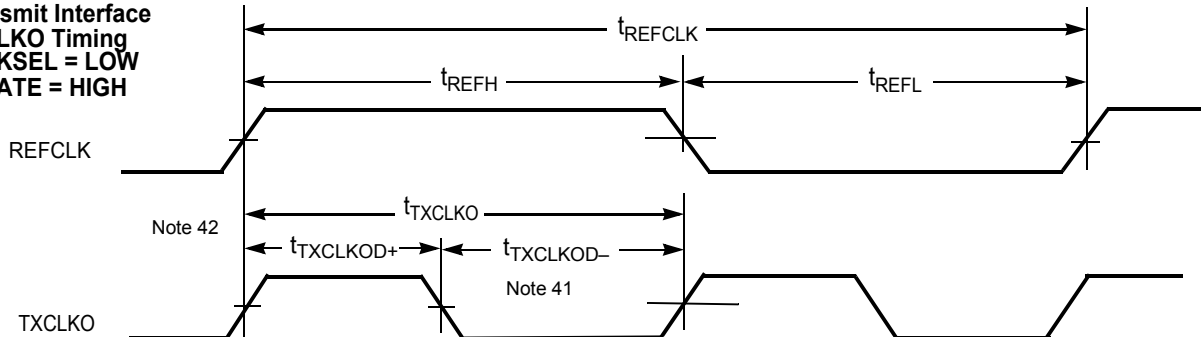 smit Interface
LKO Timing
KSEL = LOW
ATE = HIGH
tREFCLK
tREFH
tREFL
REFCLK
Note 42
tTXCLKO
tTXCLKOD+
tTXCLKOD–
Note 41
TXCLKO